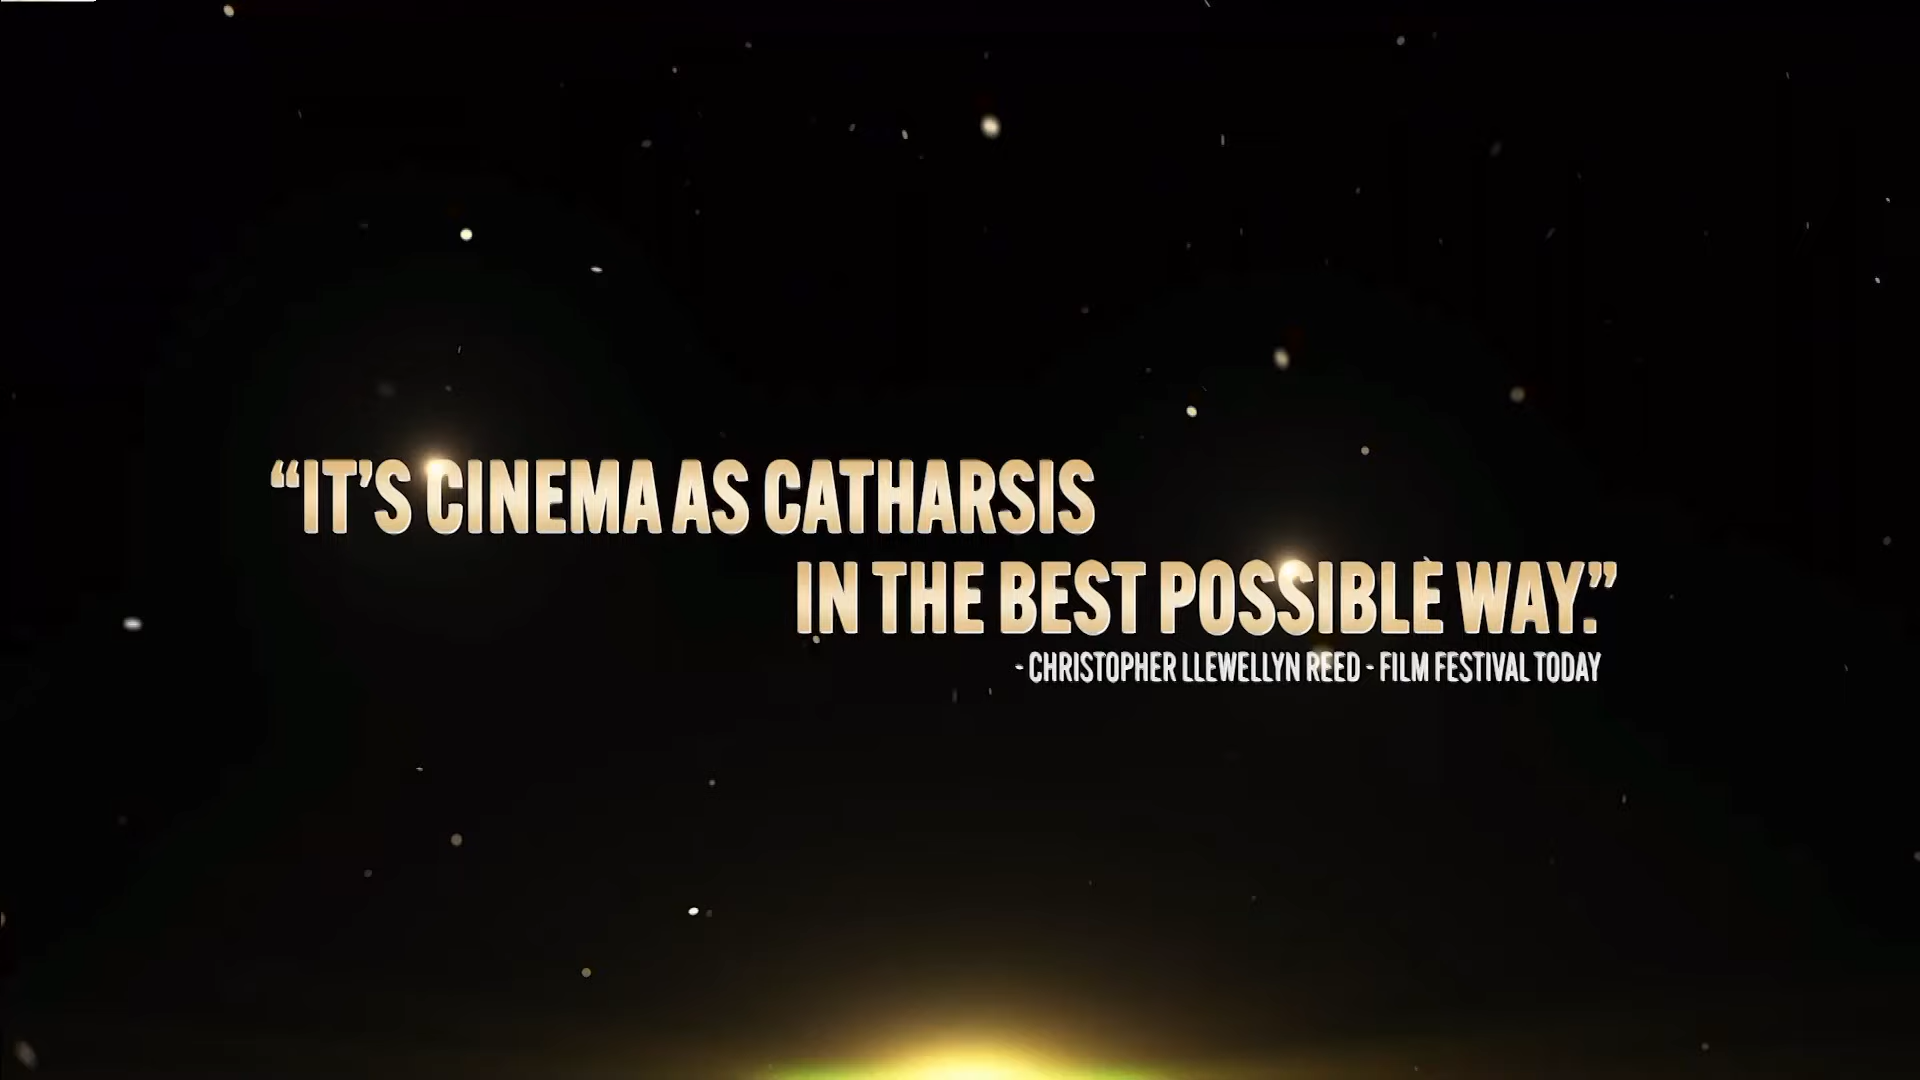 “IT’S CINEMA AS CATHARSIS
IN THE BEST POSSIBLE WAY.”
- CHRISTOPHER LLEWELLYN REED - FILM FESTIVAL TODAY